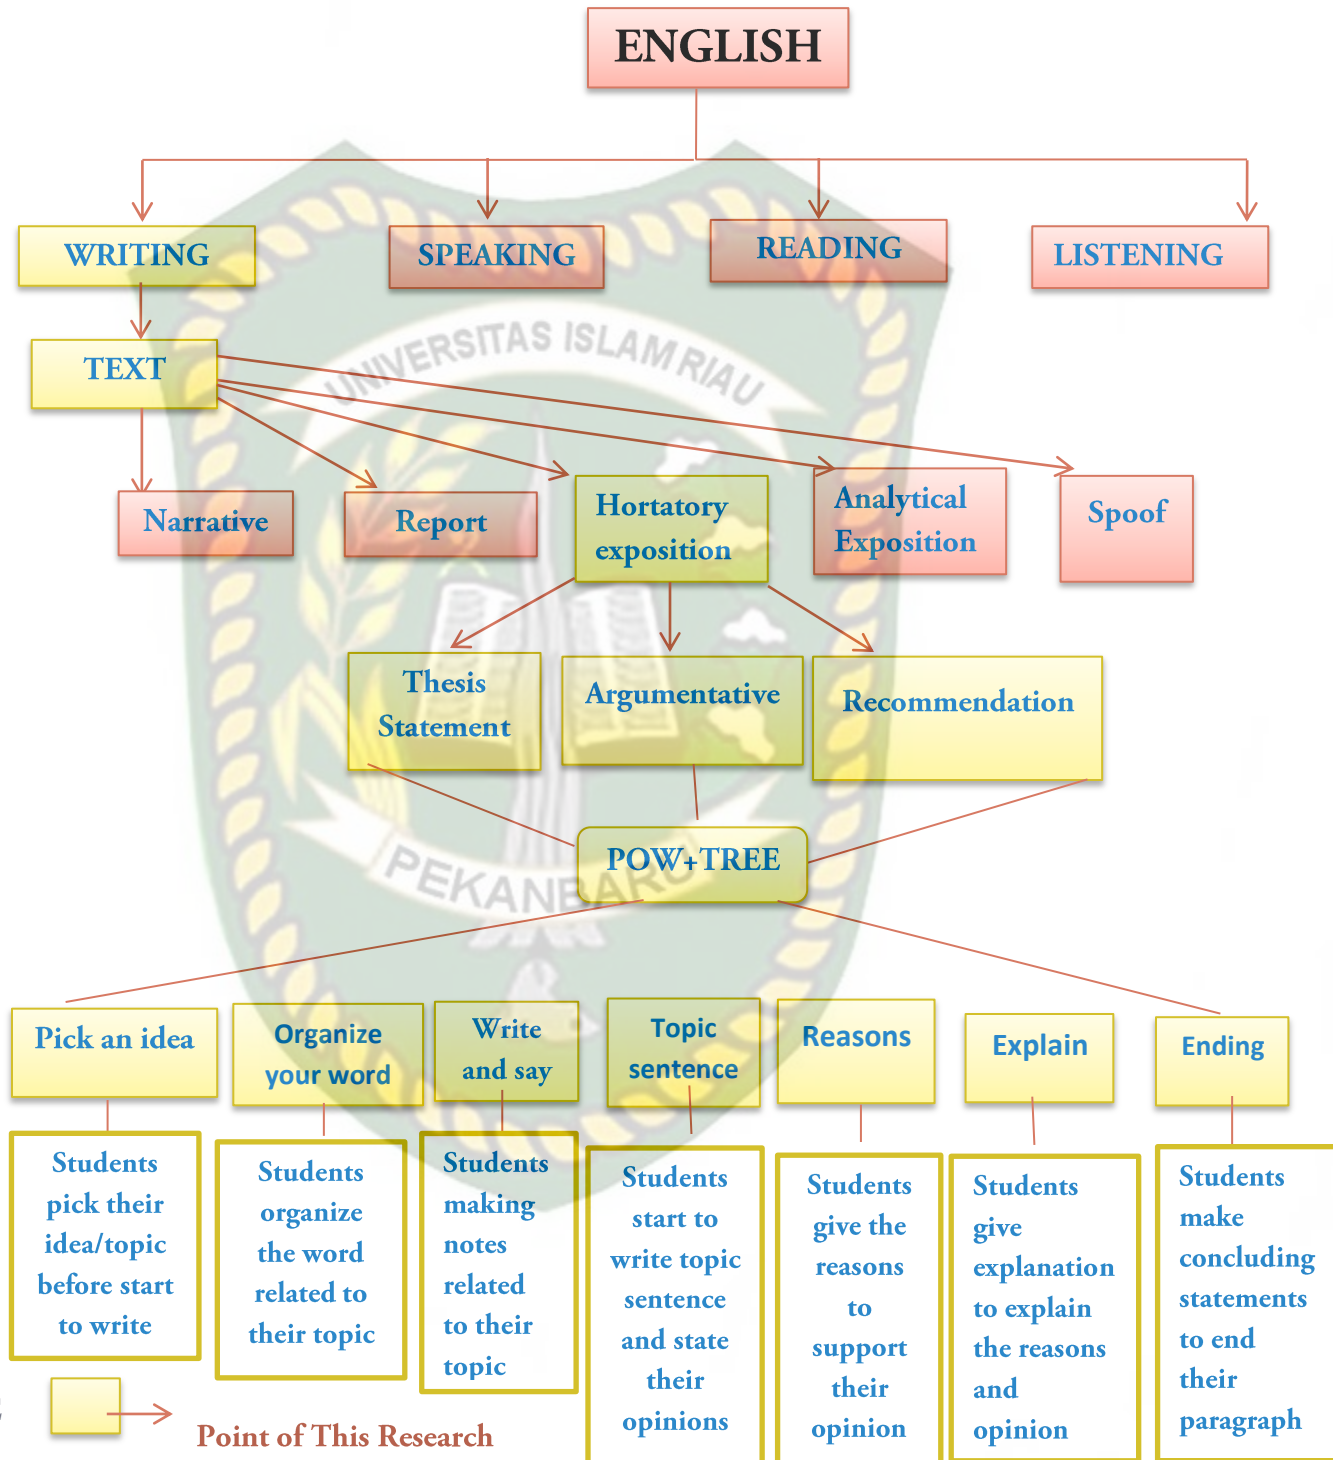 ENGLISH
WRITING
SPEAKING
READING
LISTENING
UNIVERSITAS ISLAM RIAU
TEXT
Narrative
Report
Hortatory
exposition
Analytical
Exposition
Spoof
Thesis
Statement
Argumentative
Recommendation
POW+TREE
PEKANBARU
Pick an idea
Organize
your word
Write
and say
Topic
sentence
Reasons
Explain
Ending
Students
pick their
idea/topic
before start
to write
Students
organize
the word
related to
their topic
Students
making
notes
related
to their
topic
Students
start to
write topic
sentence
and state
their
opinions
Students
give the
reasons
to
support
their
opinion
Students
give
explanation
to explain
the reasons
and
opinion
Students
make
concluding
statements
to end
their
paragraph
Point of This Research